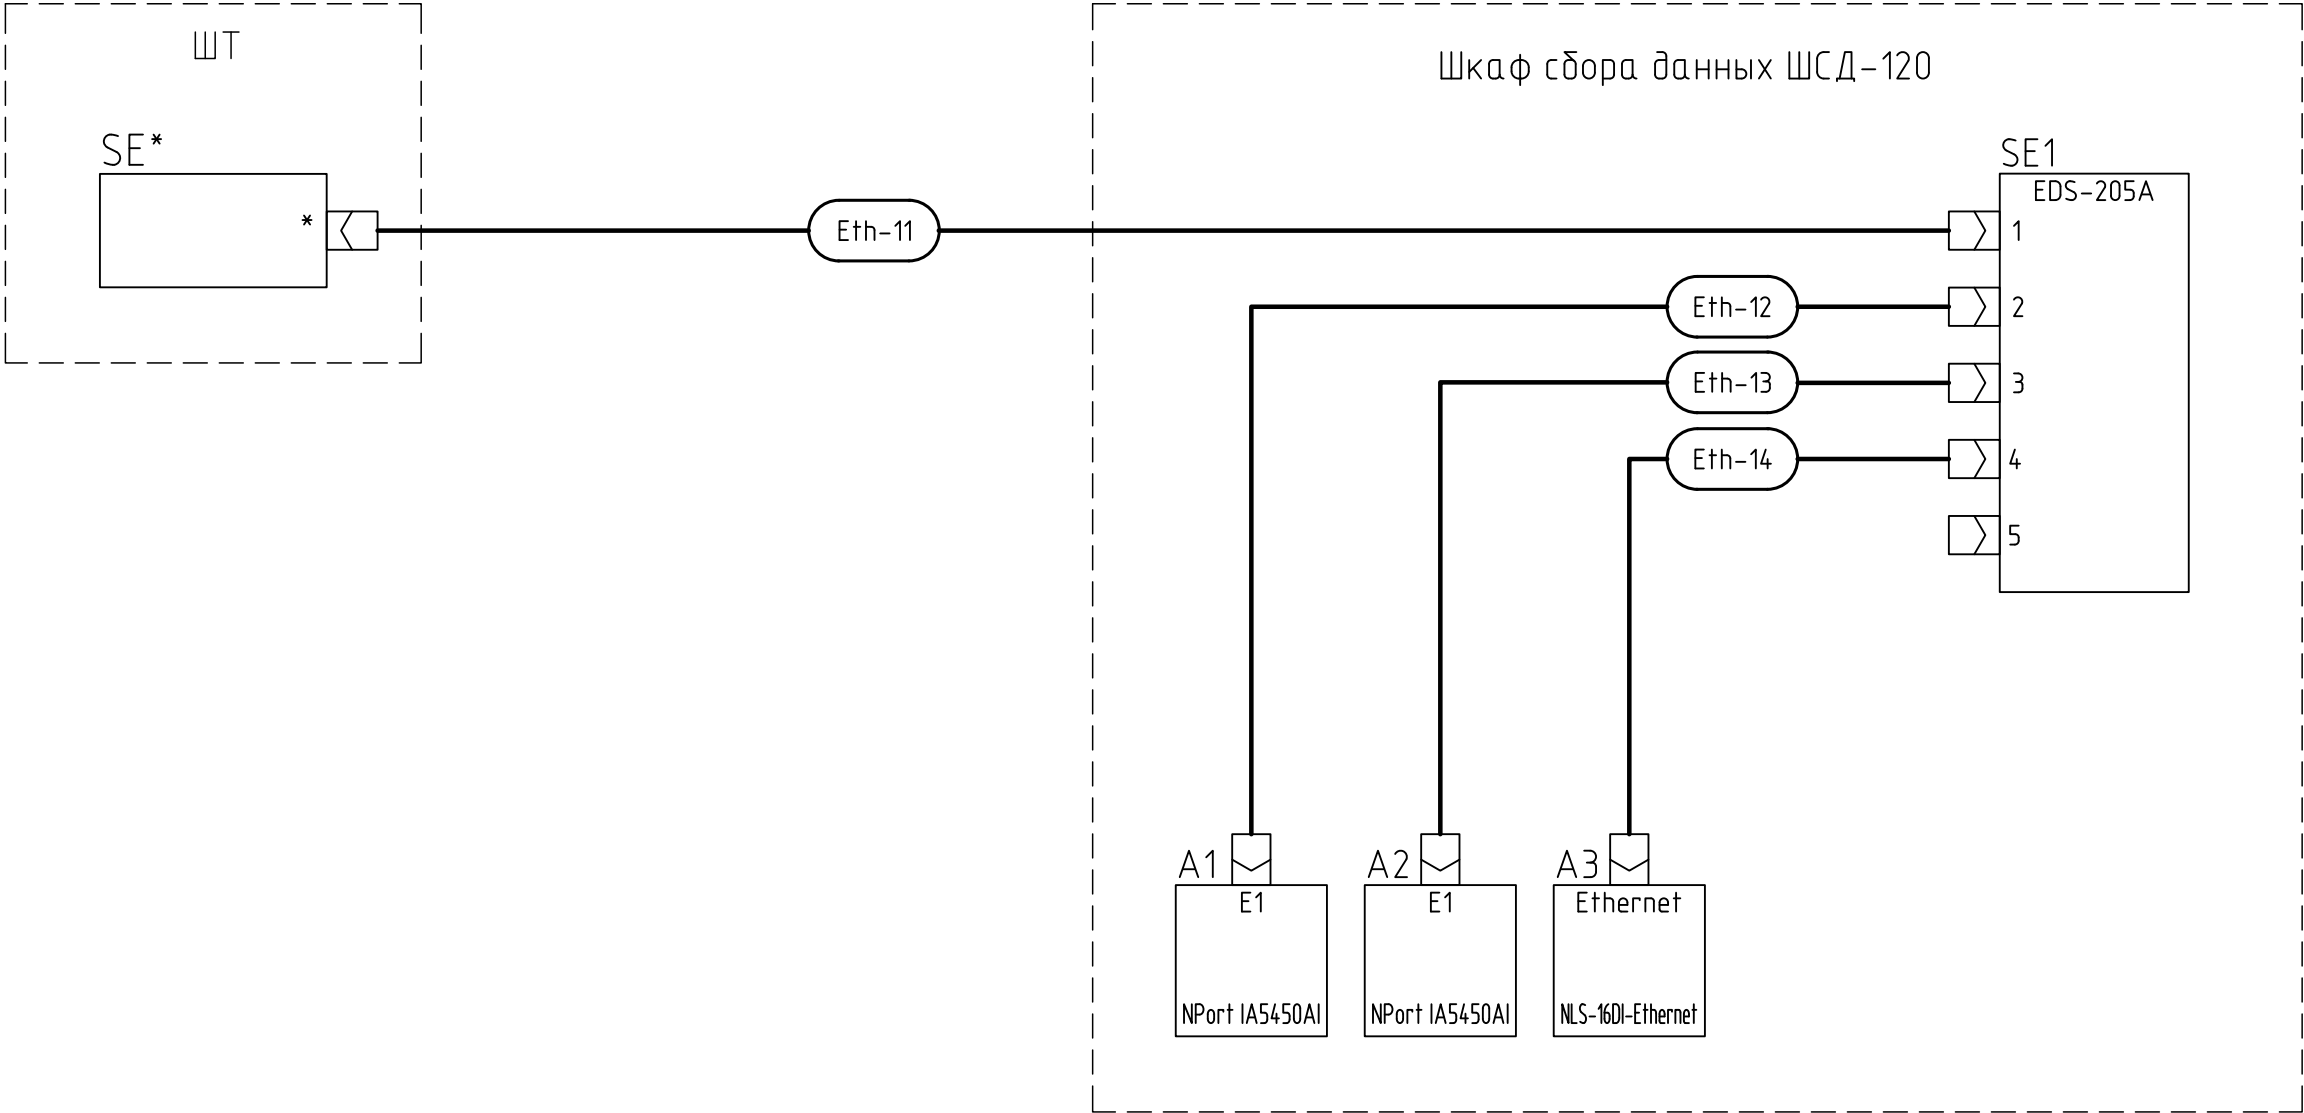 ШТ
Шкаф сбора данных ШСД-120
SE*
*
SE1
EDS-205A
Eth-11
1
Eth-12
2
Eth-13
3
Eth-14
4
5
A1
E1
NPort IA5450AI
A2
E1
NPort IA5450AI
A3
Ethernet
NLS-16DI-Ethernet